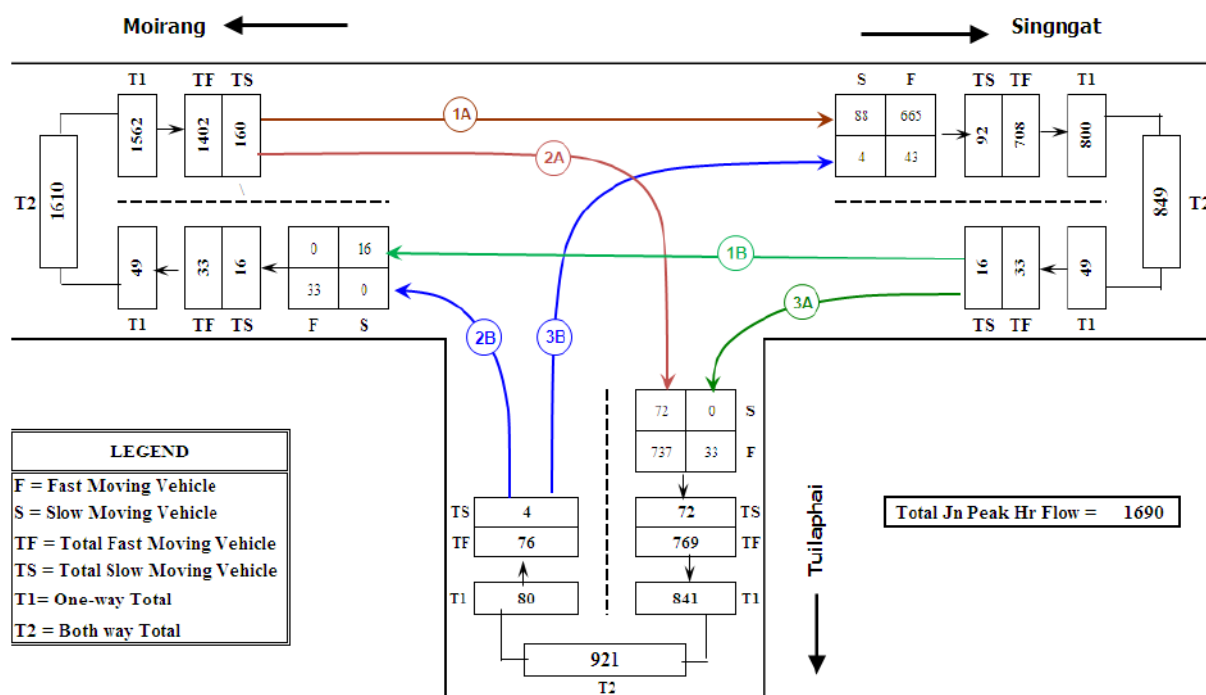 Moirang
Singngat
T1 TF TS
S F
TS TF T1
1562 1402 160
1A
88 665
92 708 800
2A
4 43
T2 1610
849 T2
49 33 16
0 16
1B
16 33 49
33 0
3A
T1 TF TS F S
TS TF T1
2B 3B
72 0 S
737 33 F
LEGEND
F = Fast Moving Vehicle
S = Slow Moving Vehicle
TF = Total Fast Moving Vehicle
TS = Total Slow Moving Vehicle
T1= One-way Total
T2 = Both way Total
TS 4 72 TS
TF 76 769 TF
T1 80 841 T1
921
T2
Tuilaphai
Total Jn Peak Hr Flow = 1690